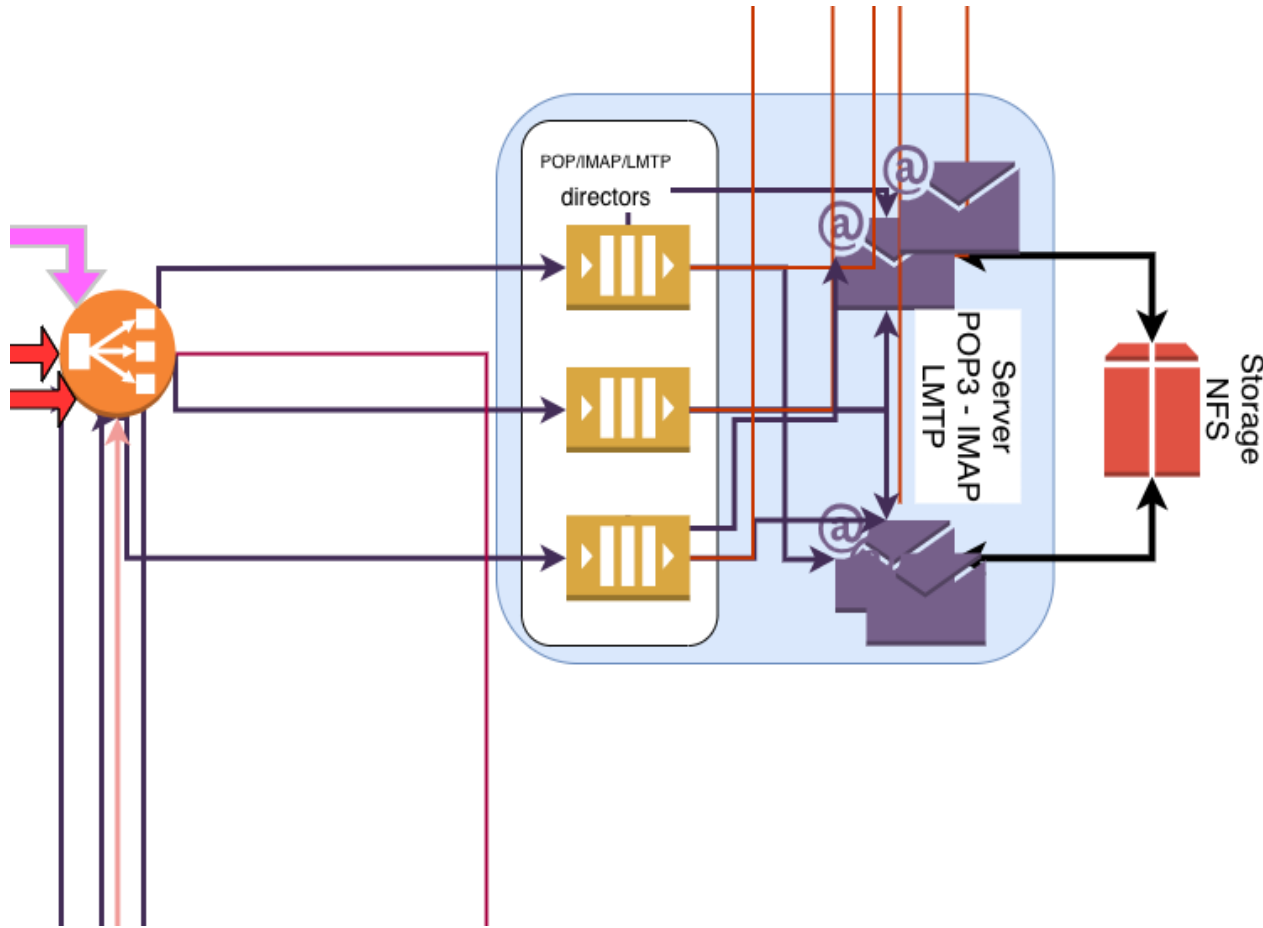 POP/IMAP/LMTP
directors
@
@
@
Server
POP3 - IMAP
LMTP
Storage
NFS